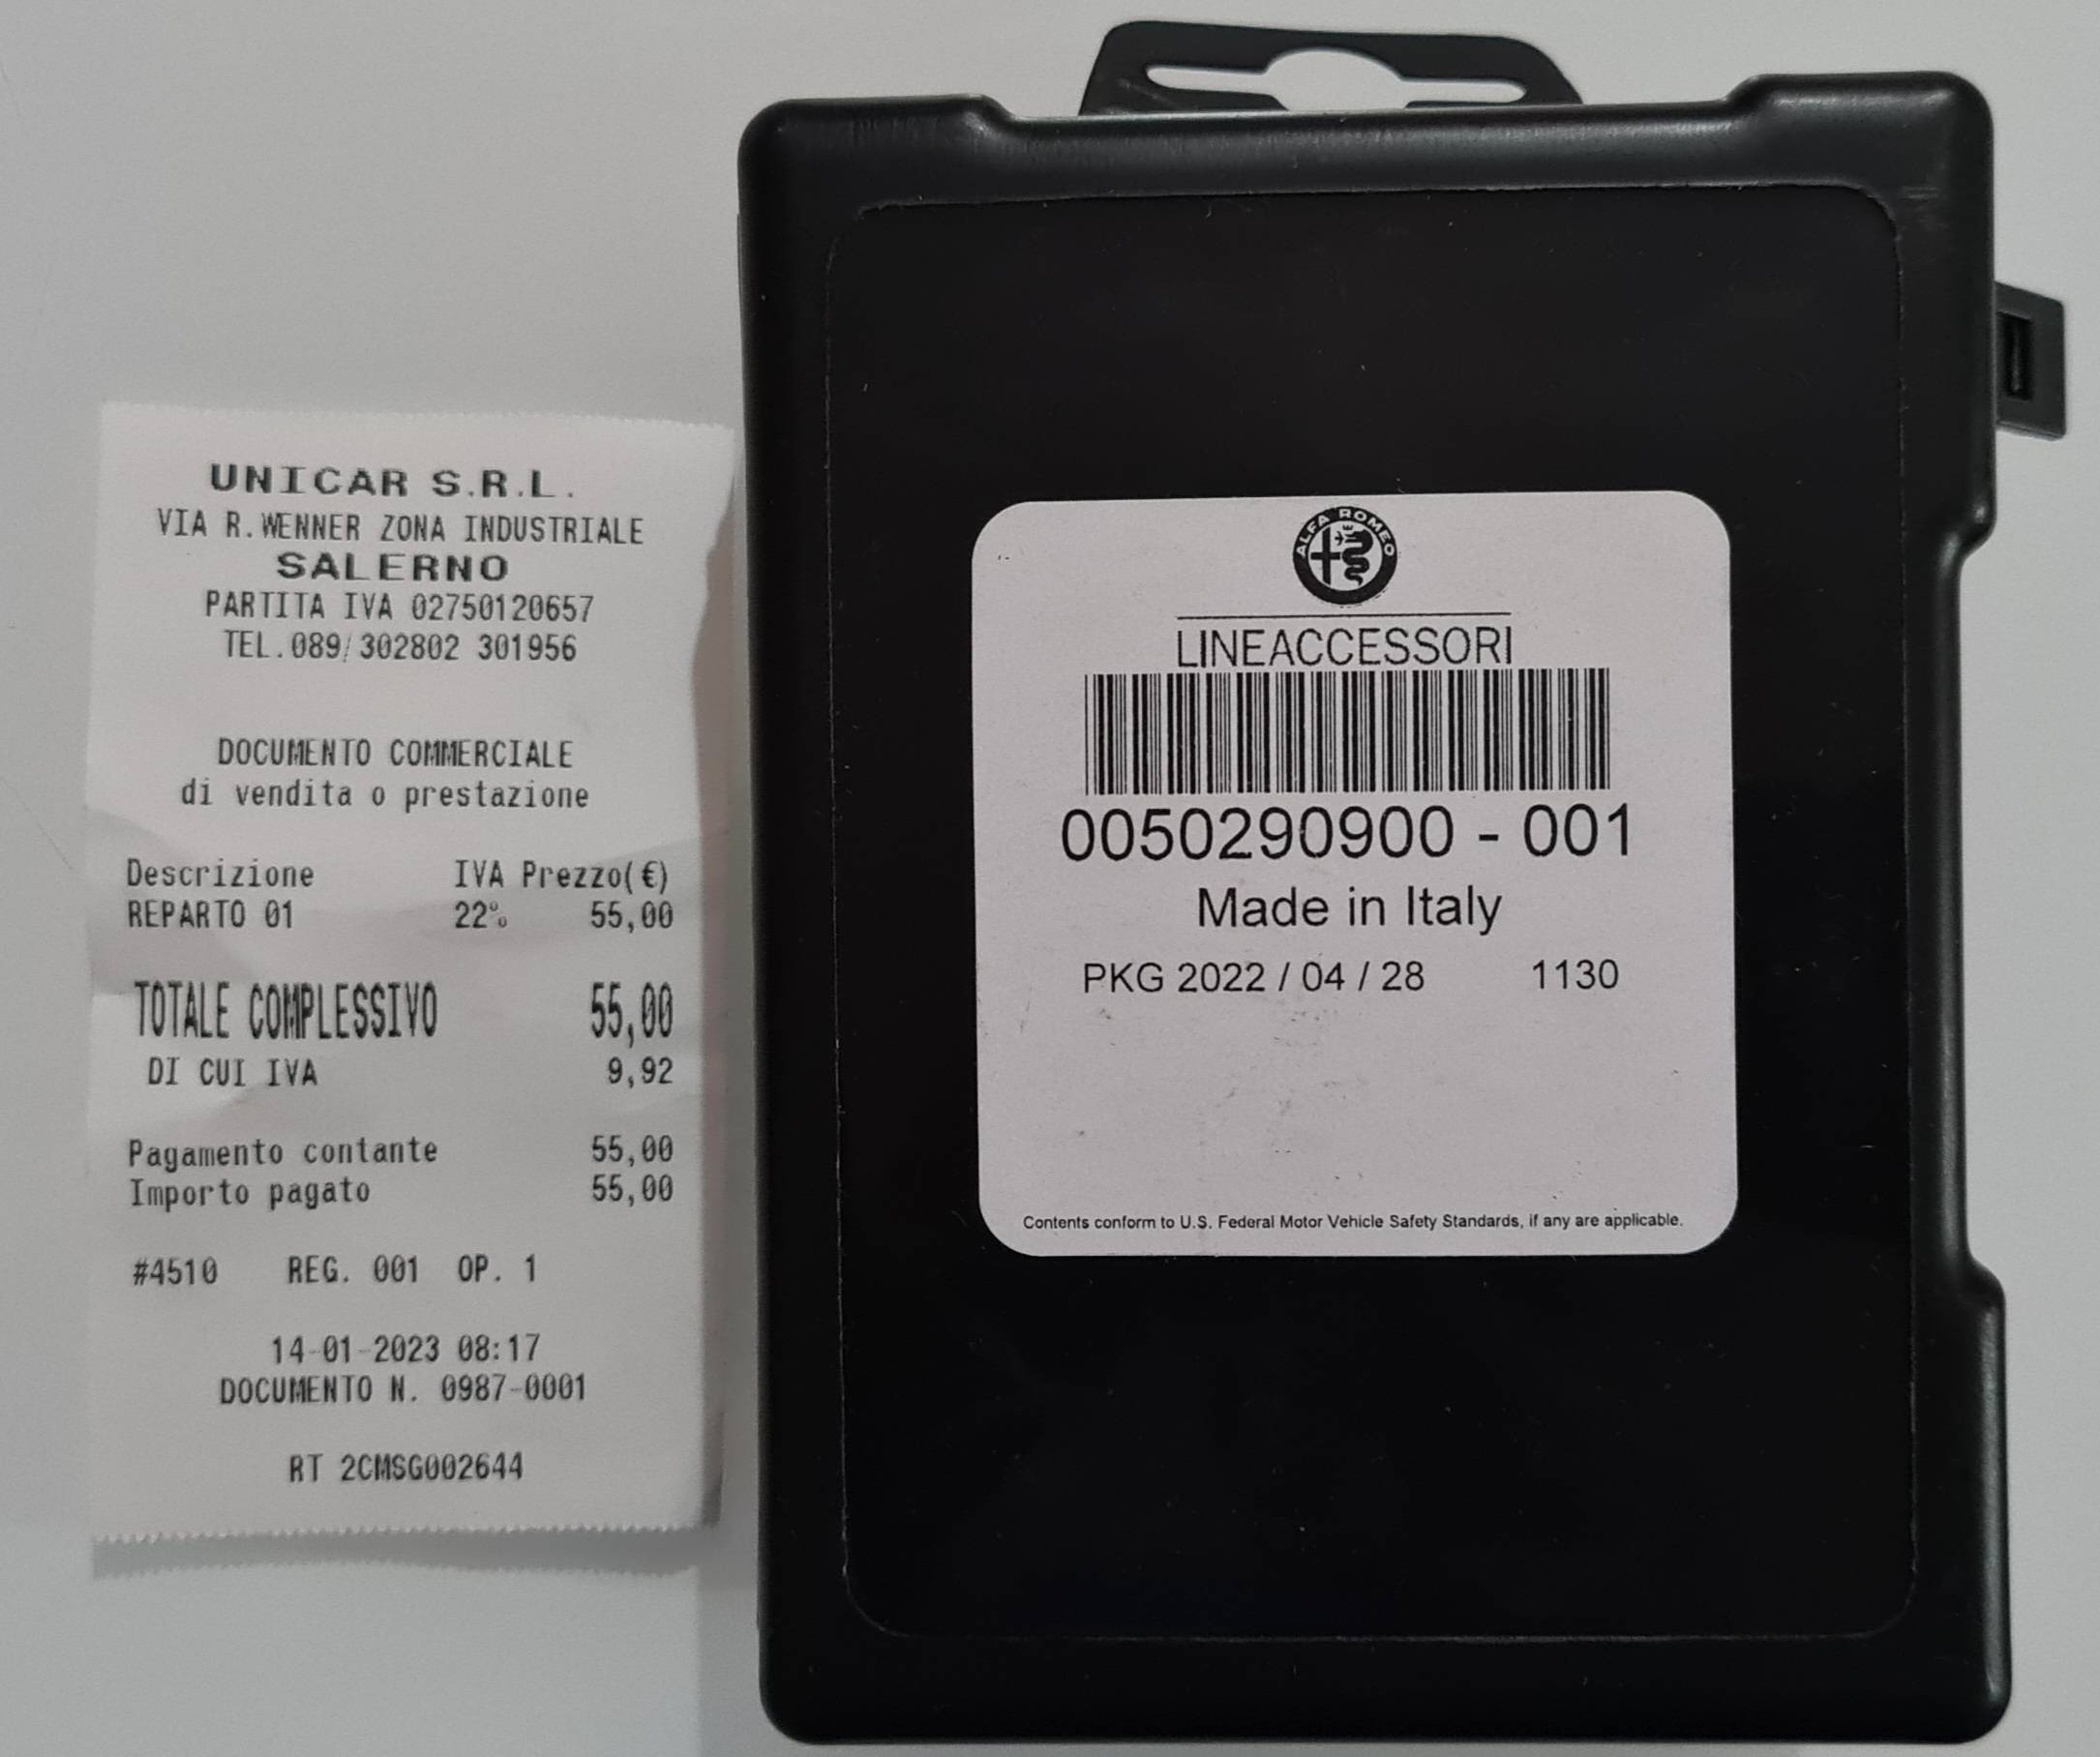 UNICAR S.R.L.
VIA R.WENNER ZONA INDUSTRIALE
SALERNO
PARTITA IVA 02750120657
TEL.089/302802 301956
DOCUMENTO COMMERCIALE
di vendita o prestazione
Descrizione IVA Prezzo(€)
REPARTO 01 22% 55,00
TOTALE COMPLESSIVO 55,00
DI CUI IVA 9,92
Pagamento contante 55,00
Importo pagato 55,00
#4510 REG. 001 OP. 1
14-01-2023 08:17
DOCUMENTO N. 0987-0001
RT 2CMSG002644
ALFA ROMEO
LINEACCESSORI
0050290900 - 001
Made in Italy
PKG 2022 / 04 / 28 1130
Contents conform to U.S. Federal Motor Vehicle Safety Standards, if any are applicable.